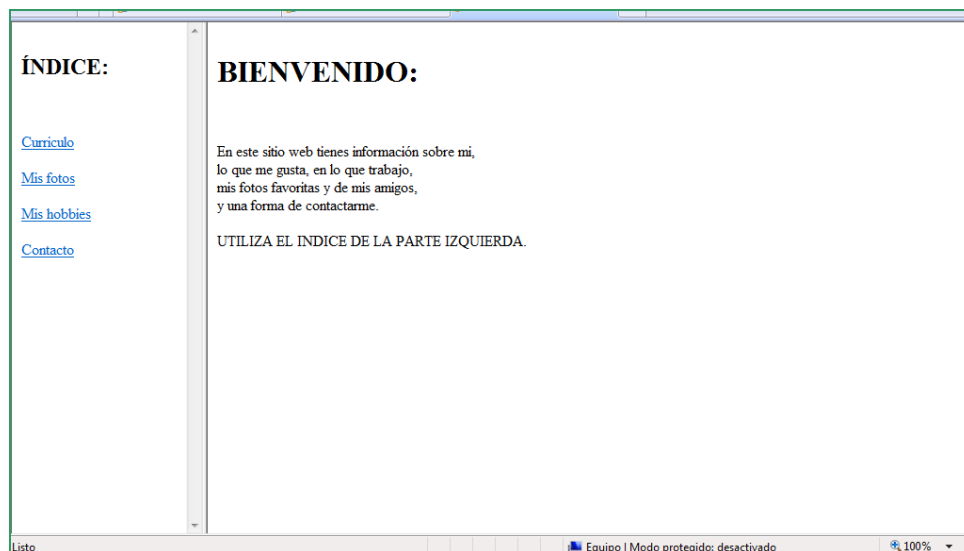 ÍNDICE:
Curriculo
Mis fotos
Mis hobbies
Contacto
BIENVENIDO:
En este sitio web tienes información sobre mi,
lo que me gusta, en lo que trabajo,
mis fotos favoritas y de mis amigos,
y una forma de contactarme.
UTILIZA EL INDICE DE LA PARTE IZQUIERDA.
Listo
Equipo | Modo protegido: desactivado
100%